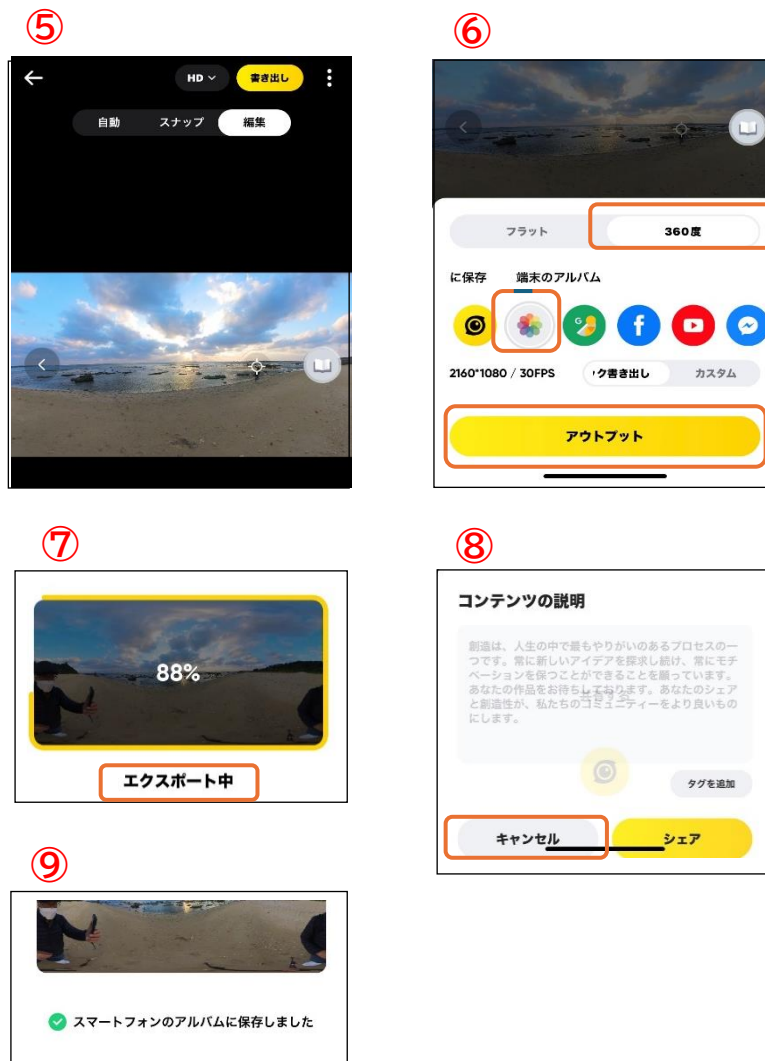 ⑤
HD 書き出し
自動 スナップ 編集
⑥
フラット 360度
に保存 端末のアルバム
2160*1080 / 30FPS ク書き出し カスタム
アウトプット
⑦
88%
エクスポート中
⑧
コンテンツの説明
創造は、人生の中で最もやりがいのあるプロセスの一
つです。常に新しいアイデアを探求し続け、常にモチ
ベーションを保つことができることを願っています。
あなたの作品をお待ちしております。あなたのシェア
と創造性が、私たちのコミュニティーをより良いもの
にします。
タグを追加
キャンセル シェア
⑨
スマートフォンのアルバムに保存しました